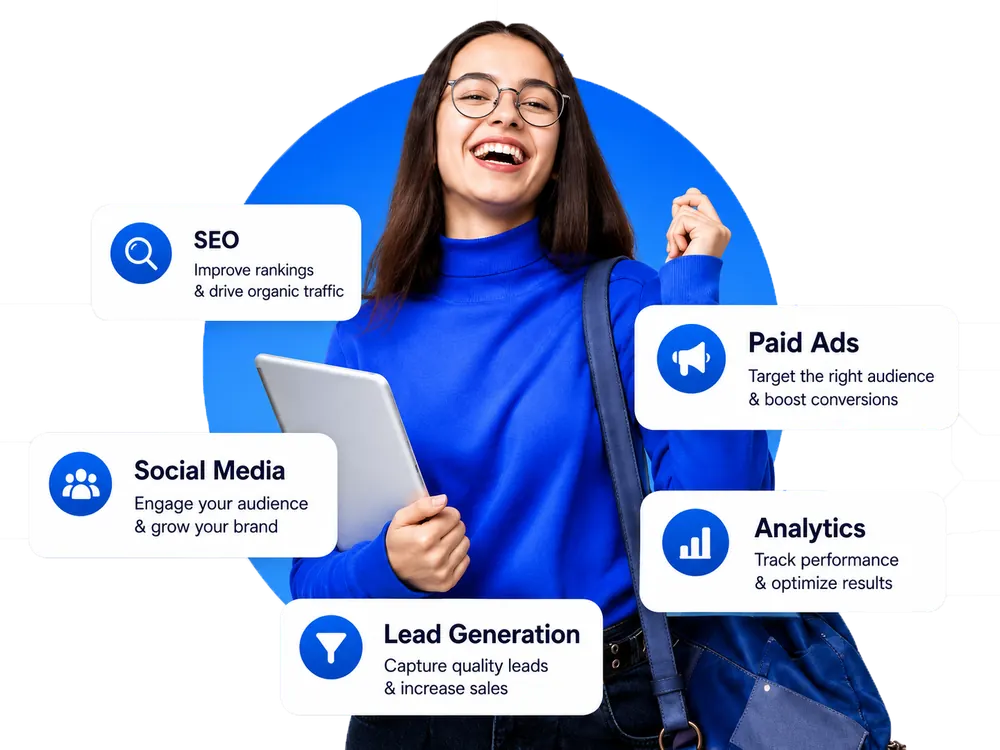 SEO
Improve rankings
& drive organic traffic
Paid Ads
Target the right audience
& boost conversions
Social Media
Engage your audience
& grow your brand
Analytics
Track performance
& optimize results
Lead Generation
Capture quality leads
& increase sales